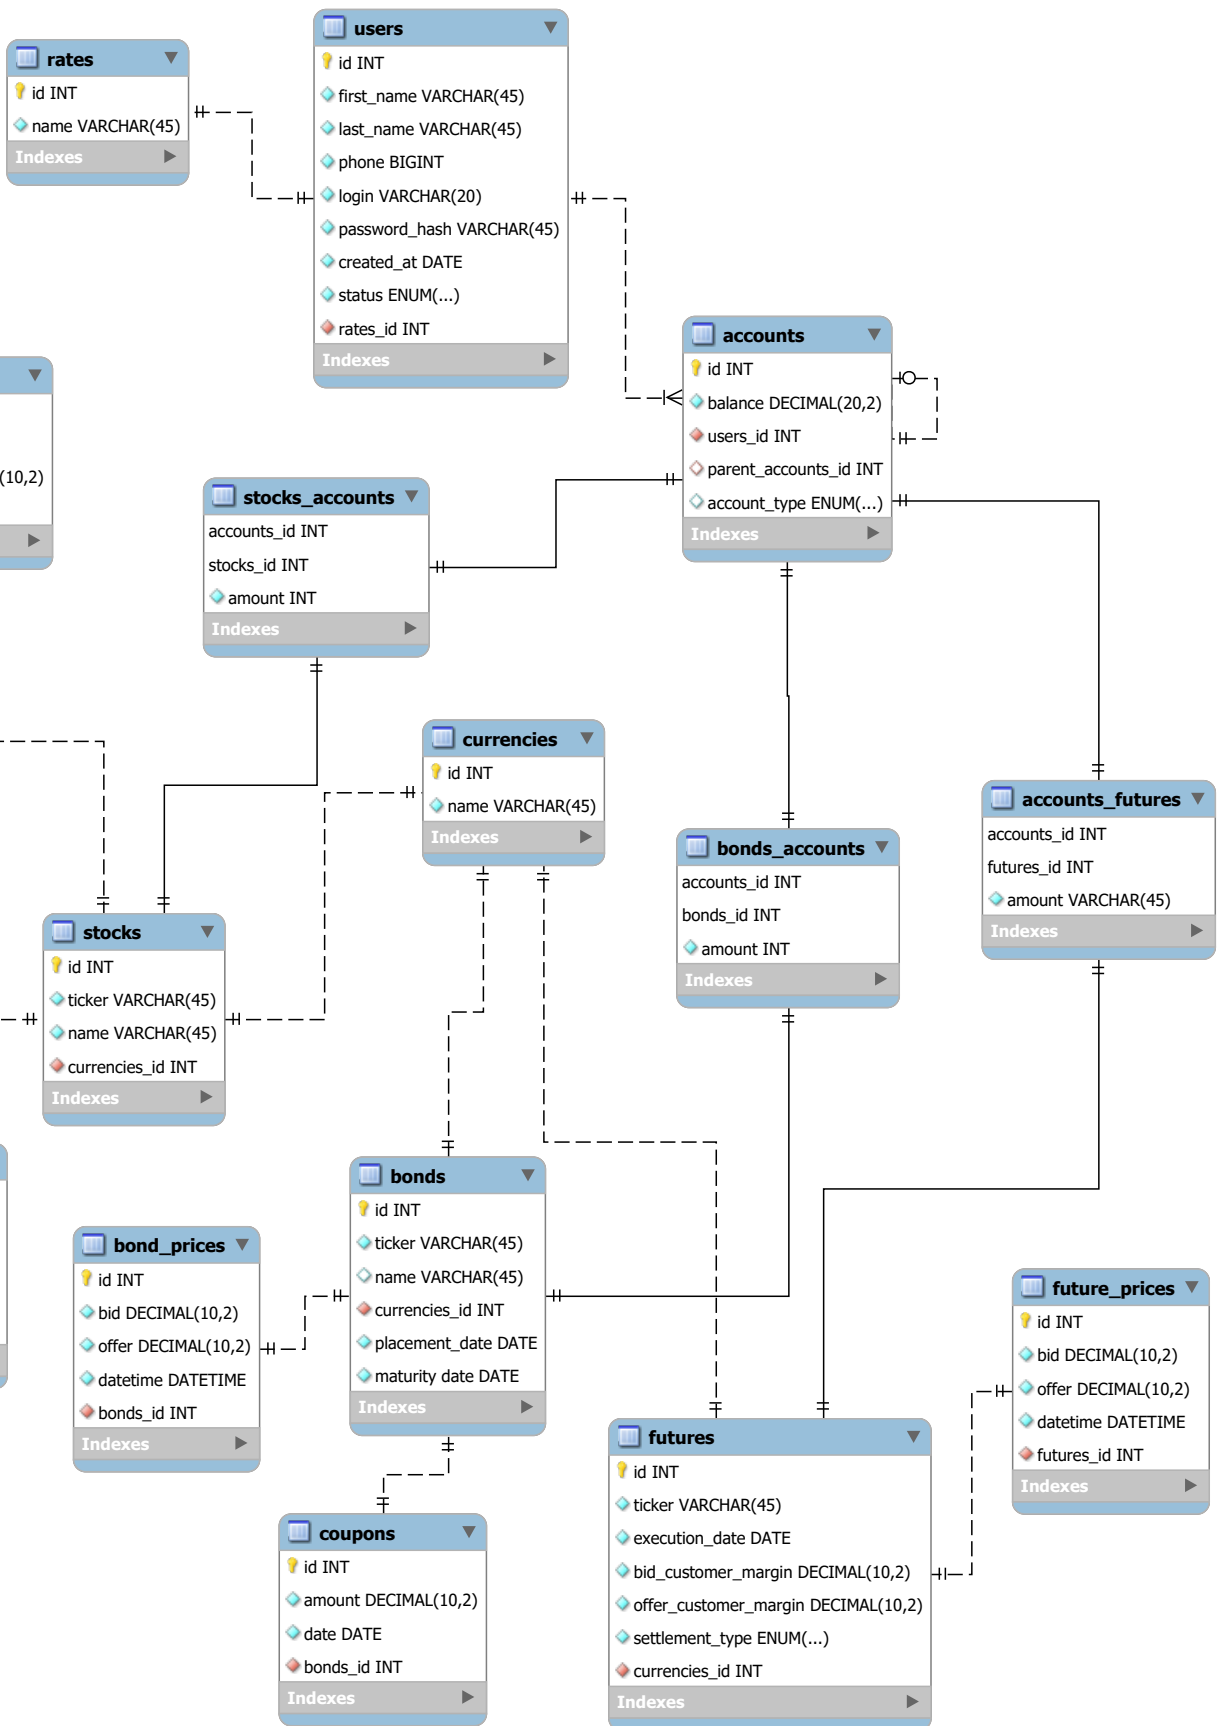 rates
id INT
name VARCHAR(45)
Indexes
users
id INT
first_name VARCHAR(45)
last_name VARCHAR(45)
phone BIGINT
login VARCHAR(20)
password_hash VARCHAR(45)
created_at DATE
status ENUM(...)
rates_id INT
Indexes
accounts
id INT
balance DECIMAL(20,2)
users_id INT
parent_accounts_id INT
account_type ENUM(...)
Indexes
(10,2)
stocks_accounts
accounts_id INT
stocks_id INT
amount INT
Indexes
currencies
id INT
name VARCHAR(45)
Indexes
accounts_futures
accounts_id INT
futures_id INT
amount VARCHAR(45)
Indexes
bonds_accounts
accounts_id INT
bonds_id INT
amount INT
Indexes
stocks
id INT
ticker VARCHAR(45)
name VARCHAR(45)
currencies_id INT
Indexes
bonds
id INT
ticker VARCHAR(45)
name VARCHAR(45)
currencies_id INT
placement_date DATE
maturity date DATE
Indexes
bond_prices
id INT
bid DECIMAL(10,2)
offer DECIMAL(10,2)
datetime DATETIME
bonds_id INT
Indexes
future_prices
id INT
bid DECIMAL(10,2)
offer DECIMAL(10,2)
datetime DATETIME
futures_id INT
Indexes
futures
id INT
ticker VARCHAR(45)
execution_date DATE
bid_customer_margin DECIMAL(10,2)
offer_customer_margin DECIMAL(10,2)
settlement_type ENUM(...)
currencies_id INT
Indexes
coupons
id INT
amount DECIMAL(10,2)
date DATE
bonds_id INT
Indexes